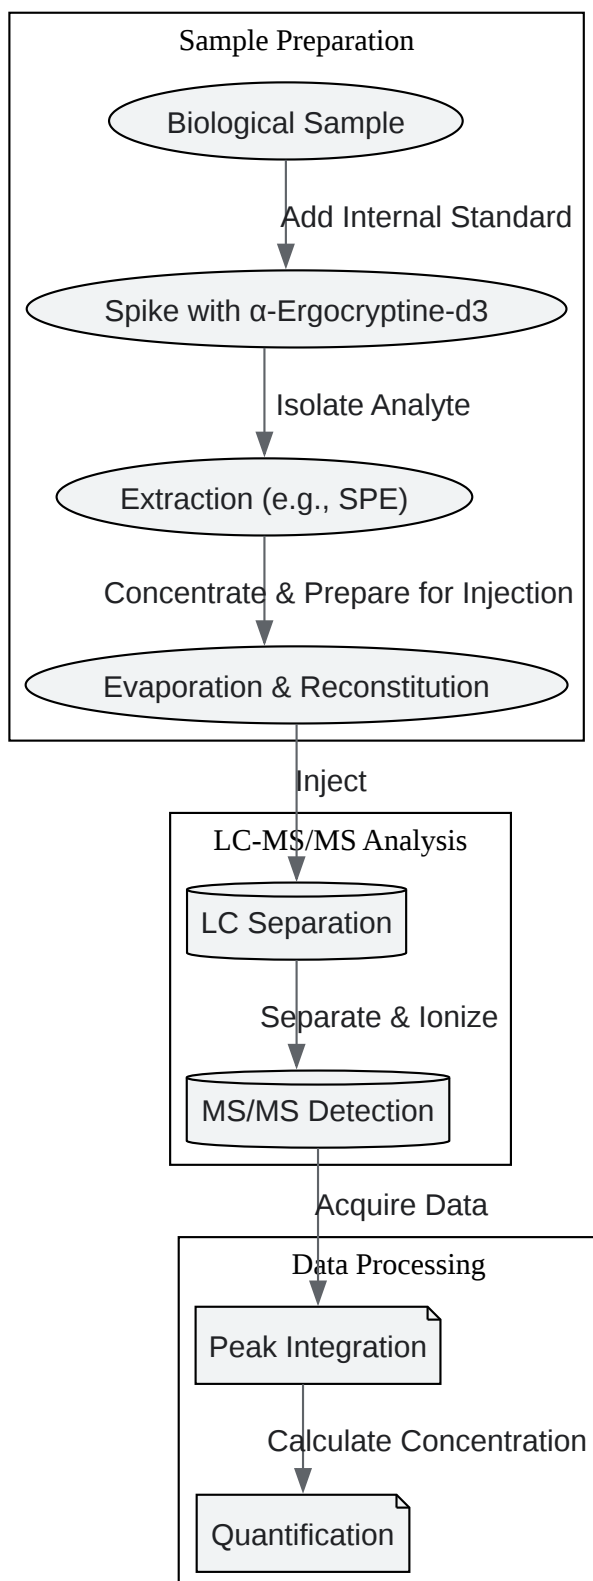 Sample Preparation
Biological Sample
Add Internal Standard
Spike with α-Ergocryptine-d3
Isolate Analyte
Extraction (e.g., SPE)
Concentrate & Prepare for Injection
Evaporation & Reconstitution
Inject
LC-MS/MS Analysis
LC Separation
Separate & Ionize
MS/MS Detection
Acquire Data
Data Processing
Peak Integration
Calculate Concentration
Quantification